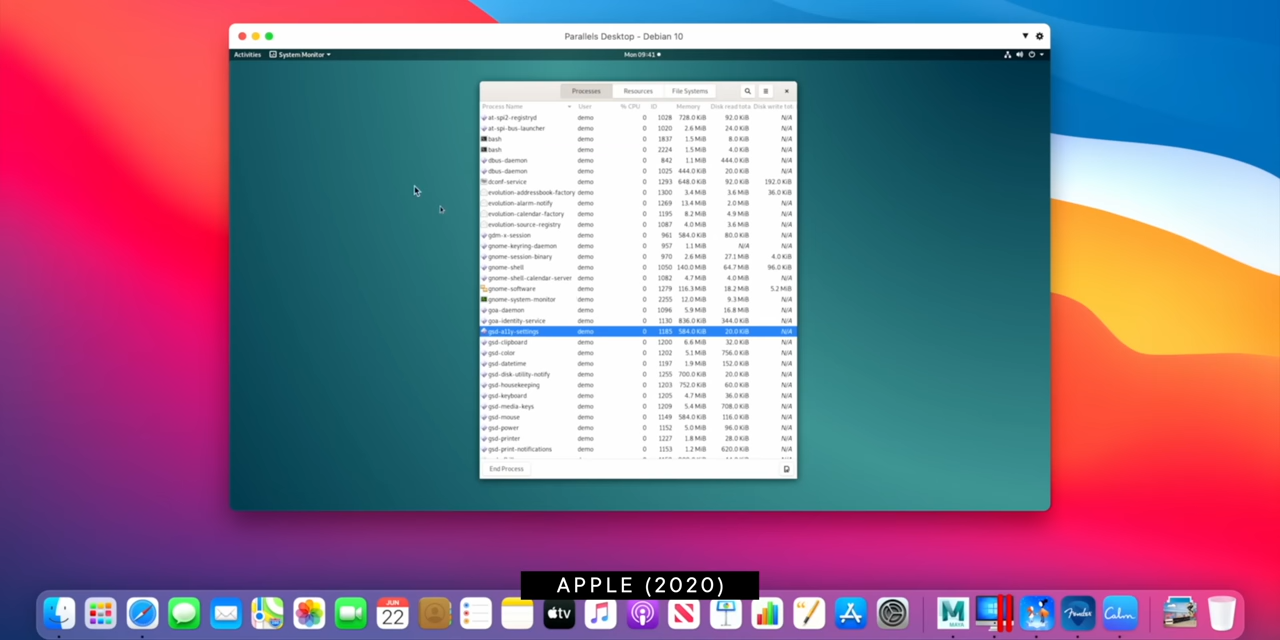 Parallels Desktop - Debian 10
Activities System Monitor Mon 09:41
Processes Resources File Systems
Process Name User % CPU ID Memory Disk read tota Disk write tot
at-spi2-registryd demo 0 1028 728.0 KiB 92.0 KiB N/A
at-spi-bus-launcher demo 0 1020 2.6 MiB 24.0 KiB N/A
bash demo 0 1837 1.5 MiB 8.0 KiB N/A
bash demo 0 2224 1.5 MiB 4.0 KiB N/A
dbus-daemon demo 0 842 1.1 MiB 444.0 KiB N/A
dbus-daemon demo 0 1025 444.0 KiB 20.0 KiB N/A
dconf-service demo 0 1293 648.0 KiB 92.0 KiB 192.0 KiB
evolution-addressbook-factory demo 0 1300 3.4 MiB 3.6 MiB 36.0 KiB
evolution-alarm-notify demo 0 1269 13.4 MiB 2.0 MiB N/A
evolution-calendar-factory demo 0 1195 8.2 MiB 4.9 MiB N/A
evolution-source-registry demo 0 1087 4.0 MiB 3.6 MiB N/A
gdm-x-session demo 0 961 584.0 KiB 80.0 KiB N/A
gnome-keyring-daemon demo 0 957 1.1 MiB N/A N/A
gnome-session-binary demo 0 970 2.6 MiB 27.1 MiB 4.0 KiB
gnome-shell demo 0 1050 140.0 MiB 64.7 MiB 96.0 KiB
gnome-shell-calendar-server demo 0 1082 4.7 MiB 4.0 MiB N/A
gnome-software demo 0 1279 116.3 MiB 18.2 MiB 5.2 MiB
gnome-system-monitor demo 0 2255 12.0 MiB 9.3 MiB N/A
goa-daemon demo 0 1096 5.9 MiB 16.8 MiB N/A
goa-identity-service demo 0 1130 836.0 KiB 344.0 KiB N/A
gsd-a11y-settings demo 0 1185 584.0 KiB 20.0 KiB N/A
gsd-clipboard demo 0 1200 6.6 MiB 32.0 KiB N/A
gsd-color demo 0 1202 5.1 MiB 756.0 KiB N/A
gsd-datetime demo 0 1197 1.9 MiB 152.0 KiB N/A
gsd-disk-utility-notify demo 0 1255 700.0 KiB 20.0 KiB N/A
gsd-housekeeping demo 0 1203 752.0 KiB 60.0 KiB N/A
gsd-keyboard demo 0 1205 4.7 MiB 36.0 KiB N/A
gsd-media-keys demo 0 1209 5.4 MiB 708.0 KiB N/A
gsd-mouse demo 0 1149 584.0 KiB 116.0 KiB N/A
gsd-power demo 0 1152 5.0 MiB 96.0 KiB N/A
gsd-printer demo 0 1227 1.8 MiB 28.0 KiB N/A
gsd-print-notifications demo 0 1153 1.2 MiB 620.0 KiB N/A
End Process
APPLE (2020)
JUN
22
tv
MAYA
Fender
Calm